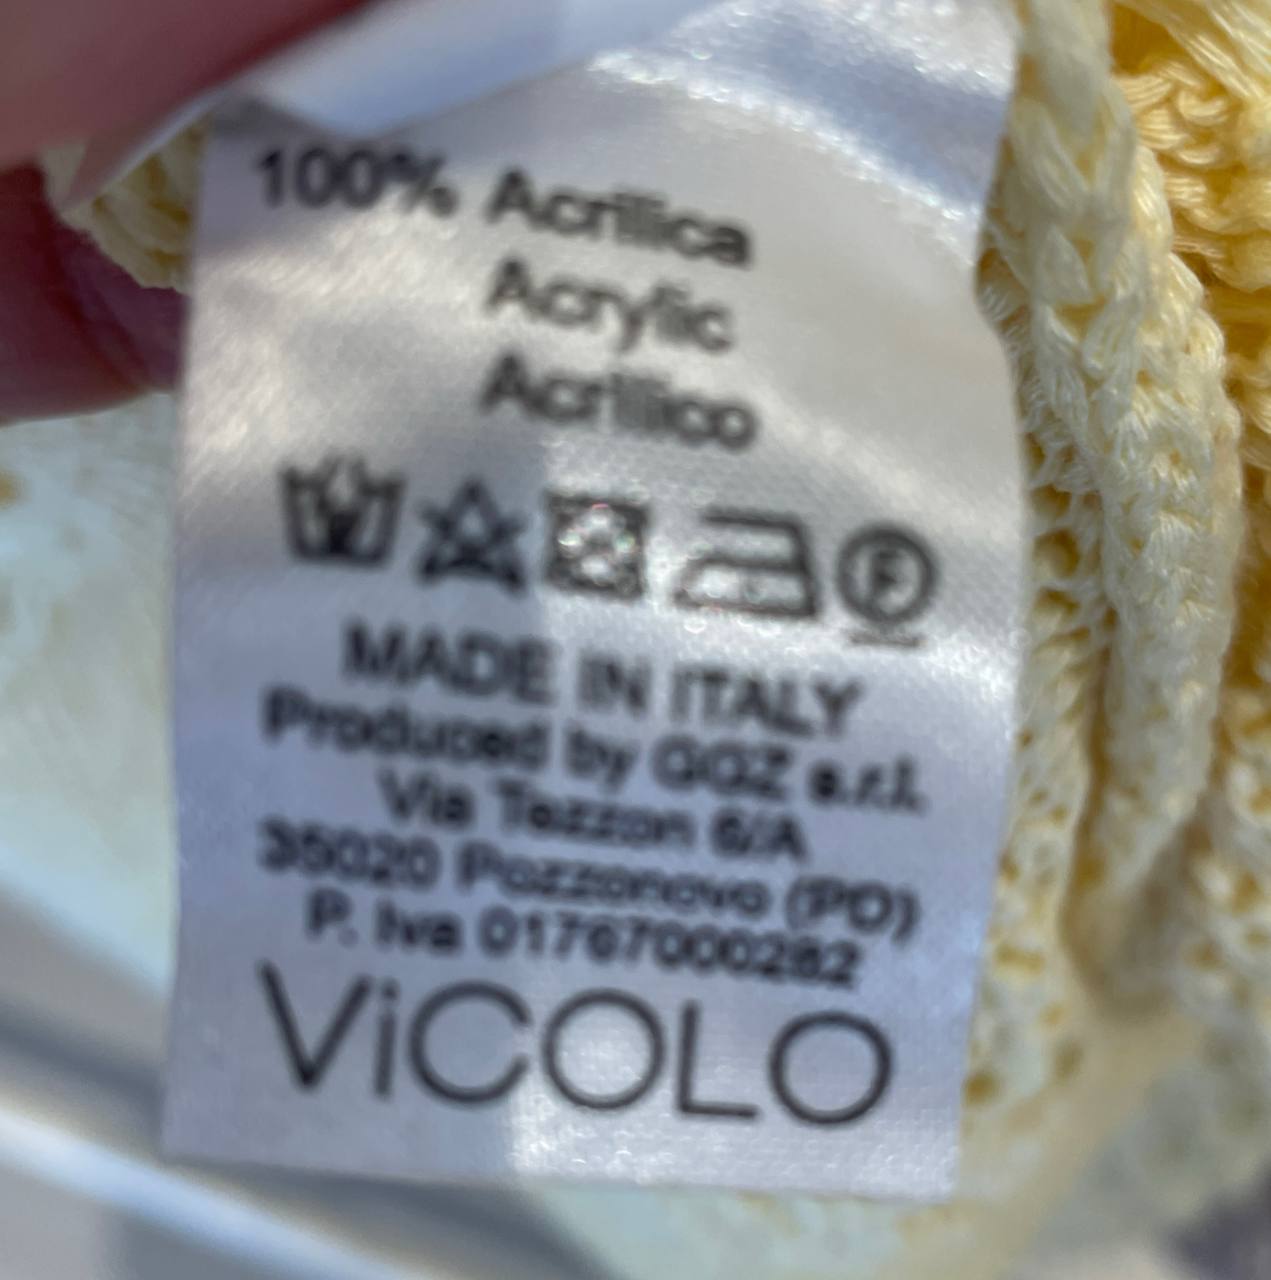 100% Acrilica
Acrylic
Acrilico
F
MADE IN ITALY
Produced by GGZ s.r.l.
Via Tezzon 6/A
35020 Pozzonovo (PD)
P. Iva 01767000282
ViCOLO